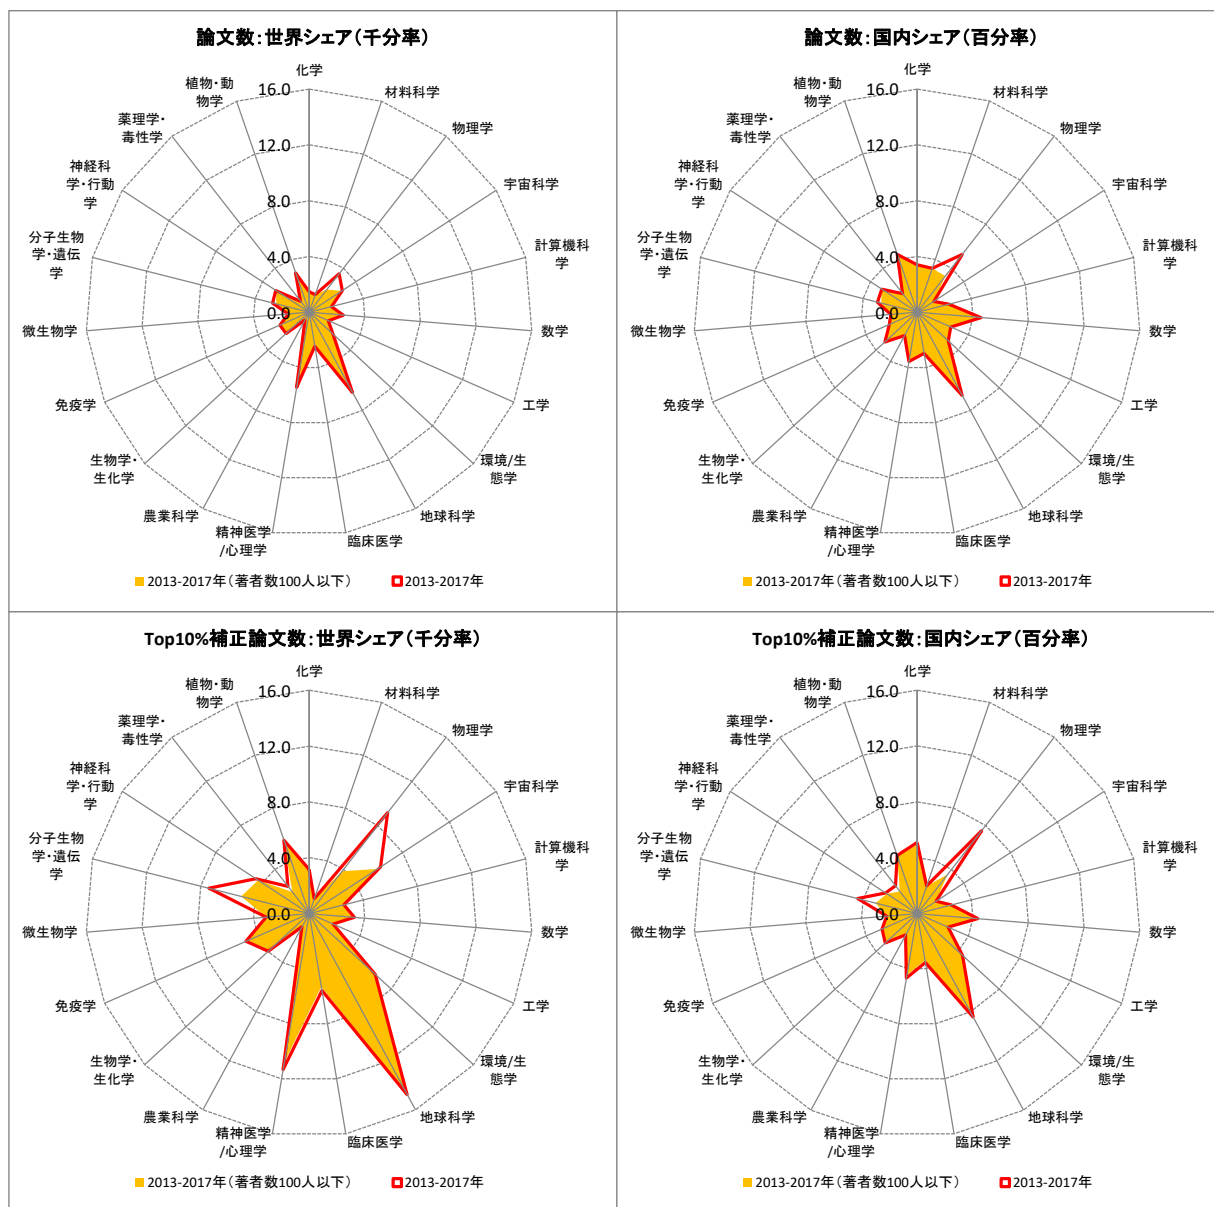 論文数：世界シェア（千分率）
化学
材料科学
物理学
宇宙科学
計算機科
学
数学
工学
環境/生
態学
地球科学
臨床医学
精神医学
/心理学
農業科学
生物学・
生化学
免疫学
微生物学
分子生物
学・遺伝
学
神経科
学・行動
学
薬理学・
毒性学
植物・動
物学
16.0
12.0
8.0
4.0
0.0
2013-2017年（著者数100人以下）
2013-2017年
論文数：国内シェア（百分率）
化学
材料科学
物理学
宇宙科学
計算機科
学
数学
工学
環境/生
態学
地球科学
臨床医学
精神医学
/心理学
農業科学
生物学・
生化学
免疫学
微生物学
分子生物
学・遺伝
学
神経科
学・行動
学
薬理学・
毒性学
植物・動
物学
16.0
12.0
8.0
4.0
0.0
2013-2017年（著者数100人以下）
2013-2017年
Top10%補正論文数：世界シェア（千分率）
化学
材料科学
物理学
宇宙科学
計算機科
学
数学
工学
環境/生
態学
地球科学
臨床医学
精神医学
/心理学
農業科学
生物学・
生化学
免疫学
微生物学
分子生物
学・遺伝
学
神経科
学・行動
学
薬理学・
毒性学
植物・動
物学
16.0
12.0
8.0
4.0
0.0
2013-2017年（著者数100人以下）
2013-2017年
Top10%補正論文数：国内シェア（百分率）
化学
材料科学
物理学
宇宙科学
計算機科
学
数学
工学
環境/生
態学
地球科学
臨床医学
精神医学
/心理学
農業科学
生物学・
生化学
免疫学
微生物学
分子生物
学・遺伝
学
神経科
学・行動
学
薬理学・
毒性学
植物・動
物学
16.0
12.0
8.0
4.0
0.0
2013-2017年（著者数100人以下）
2013-2017年